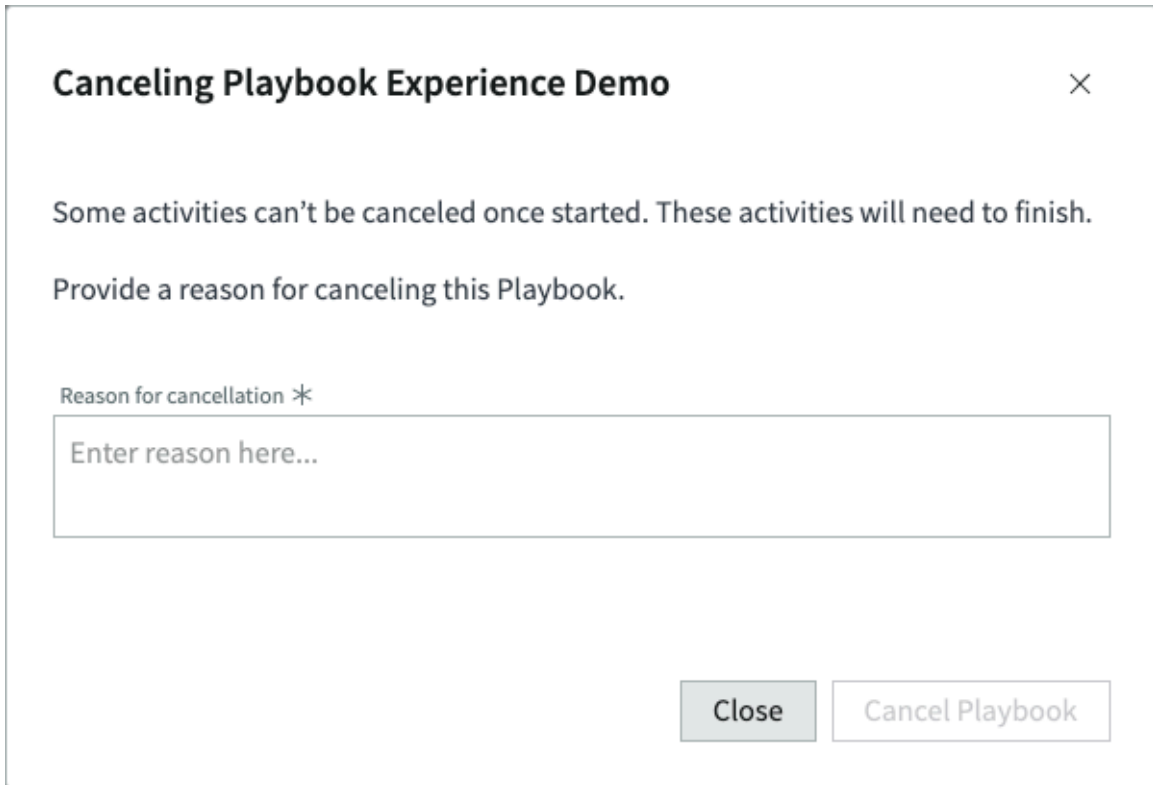 Canceling Playbook Experience Demo
Some activities can’t be canceled once started. These activities will need to finish.
Provide a reason for canceling this Playbook.
Reason for cancellation *
Enter reason here...
Close
Cancel Playbook